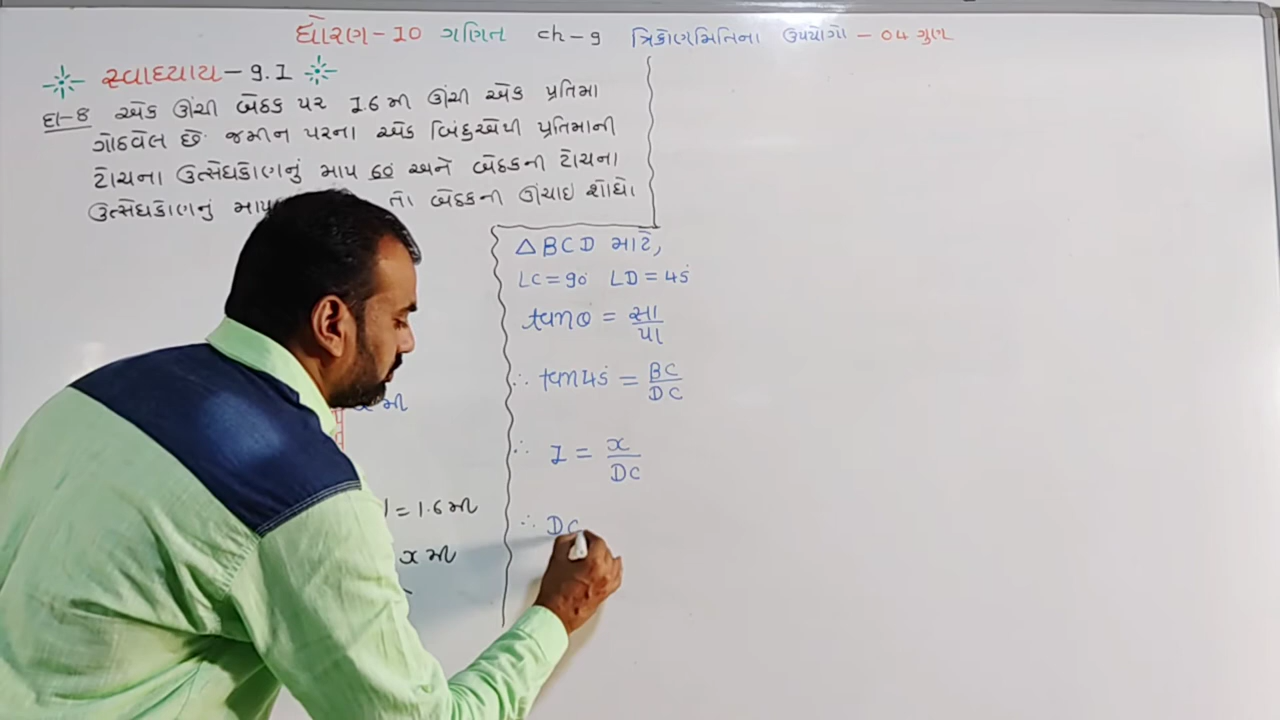 ધોરણ-10 ગણિત ch-9 ત્રિકોણમિતિના ઉપયોગો - 04 ગુણ
સ્વાધ્યાય-9.1
દા-8 એક ઊંચી બેઠક પર 1.6 મી ઊંચી એક પ્રતિમા
ગોઠવેલ છે. જમીન પરના એક બિંદુએથી પ્રતિમાની
ટોચના ઉત્સેધકોણનું માપ 60° અને બેઠકની ટોચના
ઉત્સેધકોણનું માપ તો બેઠકની ઊંચાઇ શોધો.
x મી
= 1.6 મી
x મી
△BCD માટે,
∠C=90° ∠D=45°
tanθ = સા/પા
∴ tan45° = BC/DC
∴ 1 = x/DC
∴ DC